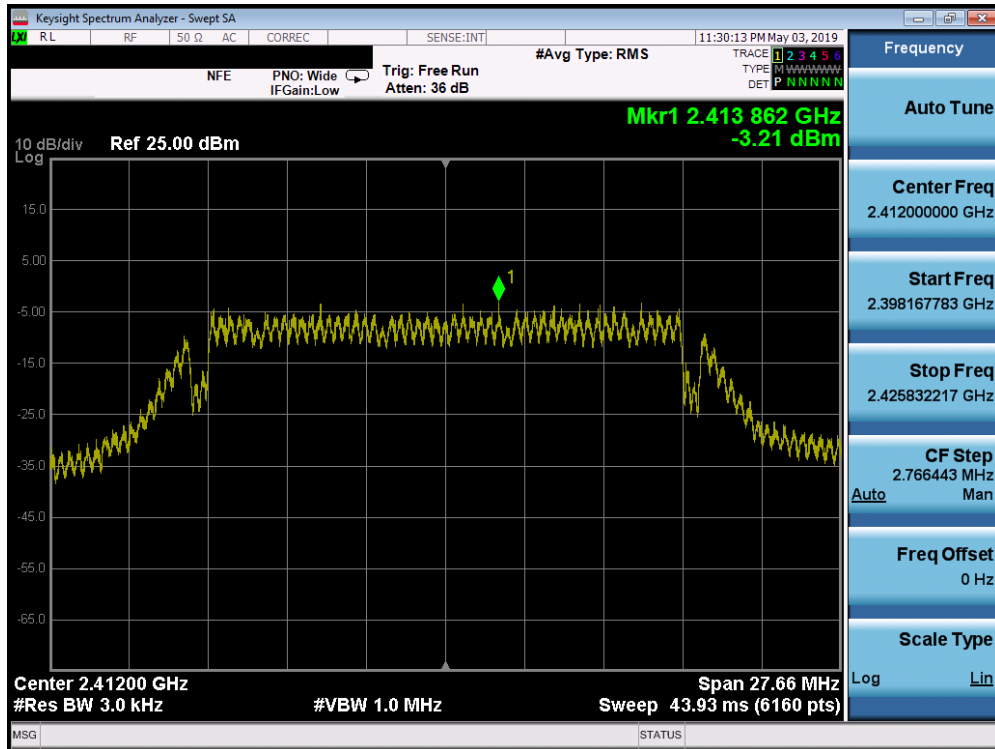 Keysight Spectrum Analyzer - Swept SA
LXI RL RF 50 Ω AC CORREC SENSE:INT 11:30:13 PM May 03, 2019
#Avg Type: RMS TRACE 1 2 3 4 5 6
NFE PNO: Wide Trig: Free Run TYPE M W W W W W
IFGain:Low Atten: 36 dB DET P N N N N N
Mkr1 2.413 862 GHz
-3.21 dBm
10 dB/div Ref 25.00 dBm
Log
15.0
5.00
1
-5.00
-15.0
-25.0
-35.0
-45.0
-55.0
-65.0
Center 2.41200 GHz Span 27.66 MHz
#Res BW 3.0 kHz #VBW 1.0 MHz Sweep 43.93 ms (6160 pts)
MSG STATUS
Frequency
Auto Tune
Center Freq
2.412000000 GHz
Start Freq
2.398167783 GHz
Stop Freq
2.425832217 GHz
CF Step
2.766443 MHz
Auto Man
Freq Offset
0 Hz
Scale Type
Log Lin